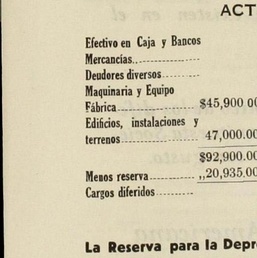 ACT
Efectivo en Caja y Bancos
Mercancías..............
Deudores diversos..........
Maquinaria y Equipo
Fábrica.................... $45,900 00
Edificios, instalaciones y
terrenos................... 47,000.00
$92,900.00
Menos reserva.......... ,,20,935.00
Cargos diferidos............
La Reserva para la Depr